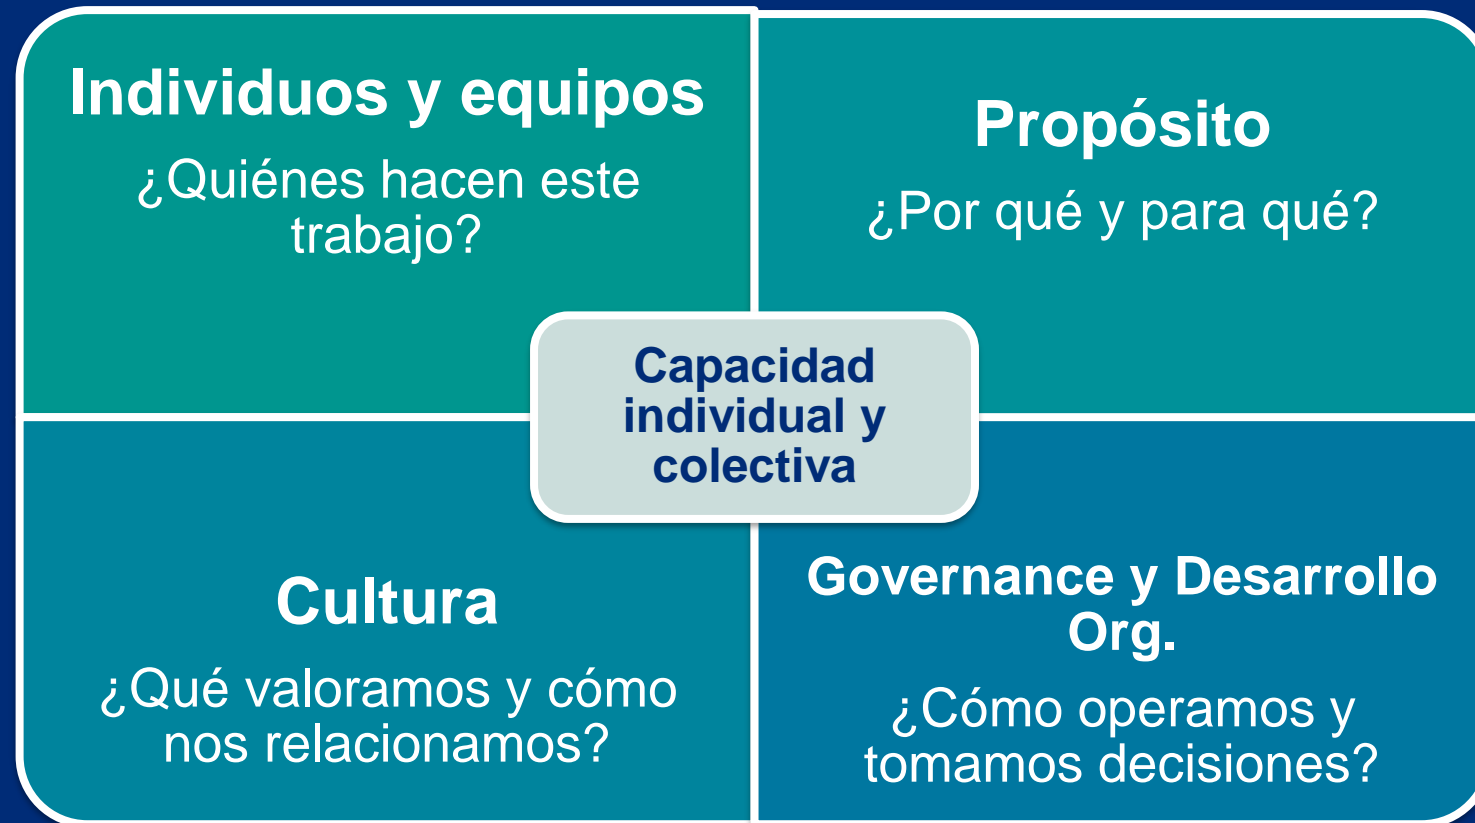 Individuos y equipos
¿Quiénes hacen este
trabajo?
Propósito
¿Por qué y para qué?
Capacidad
individual y
colectiva
Cultura
¿Qué valoramos y cómo
nos relacionamos?
Governance y Desarrollo
Org.
¿Cómo operamos y
tomamos decisiones?